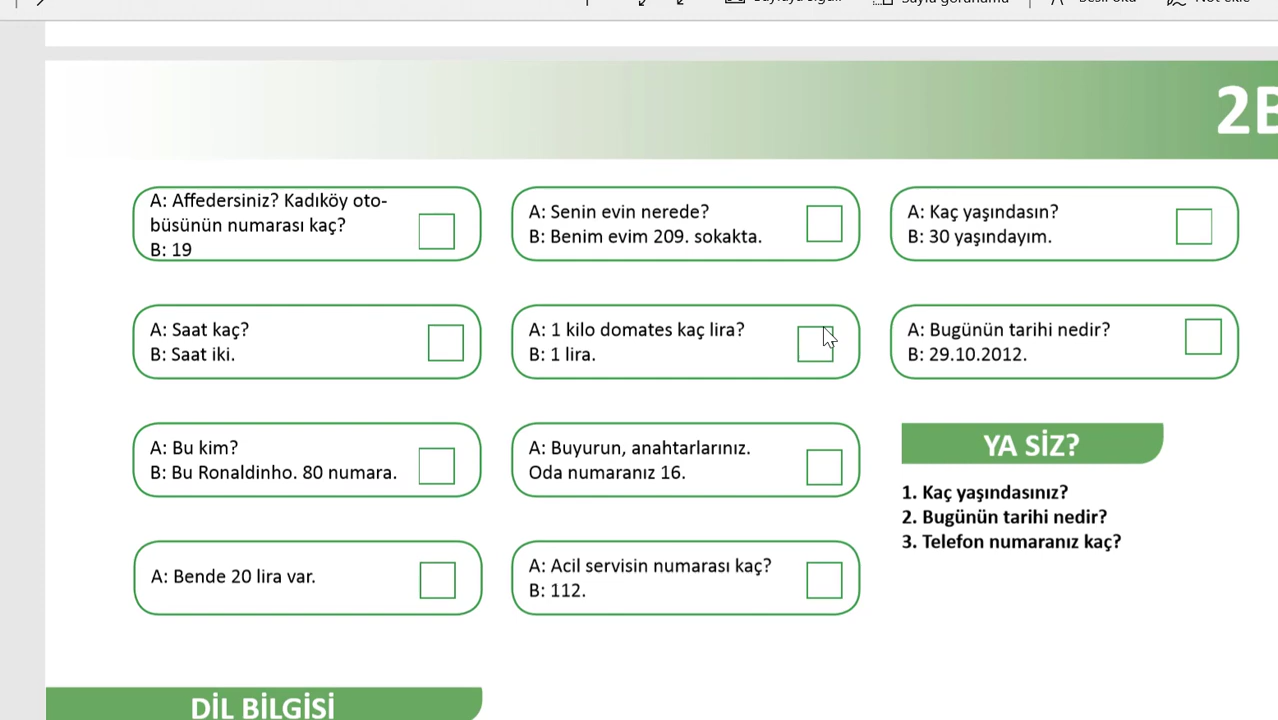 2B
A: Affedersiniz? Kadıköy oto-
büsünün numarası kaç?
B: 19
A: Senin evin nerede?
B: Benim evim 209. sokakta.
A: Kaç yaşındasın?
B: 30 yaşındayım.
A: Saat kaç?
B: Saat iki.
A: 1 kilo domates kaç lira?
B: 1 lira.
A: Bugünün tarihi nedir?
B: 29.10.2012.
A: Bu kim?
B: Bu Ronaldinho. 80 numara.
A: Buyurun, anahtarlarınız.
Oda numaranız 16.
YA SİZ?
1. Kaç yaşındasınız?
2. Bugünün tarihi nedir?
3. Telefon numaranız kaç?
A: Bende 20 lira var.
A: Acil servisin numarası kaç?
B: 112.
DİL BİLGİSİ